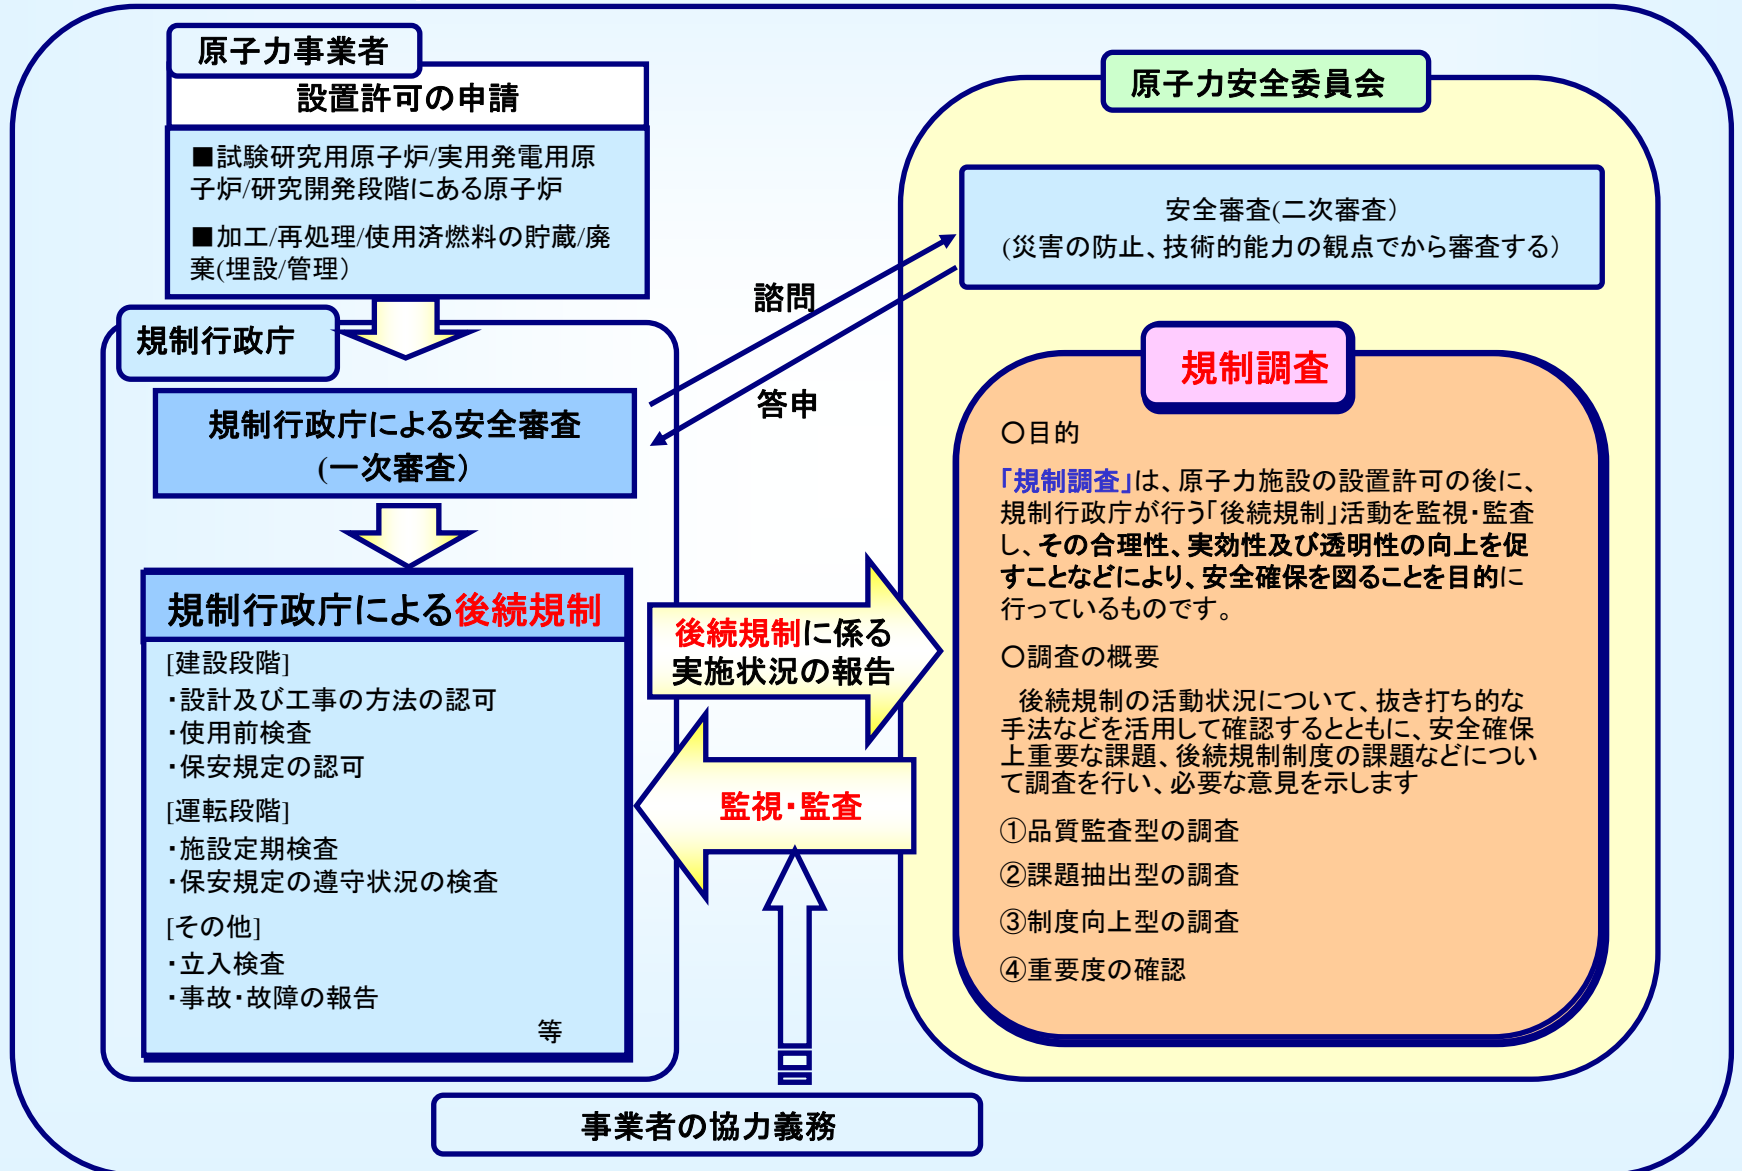 原子力事業者
設置許可の申請
■試験研究用原子炉/実用発電用原
子炉/研究開発段階にある原子炉
■加工/再処理/使用済燃料の貯蔵/廃
棄(埋設/管理）
規制行政庁
規制行政庁による安全審査
(一次審査）
規制行政庁による後続規制
[建設段階]
・設計及び工事の方法の認可
・使用前検査
・保安規定の認可
[運転段階]
・施設定期検査
・保安規定の遵守状況の検査
[その他]
・立入検査
・事故・故障の報告
等
諮問
答申
後続規制に係る
実施状況の報告
監視・監査
事業者の協力義務
原子力安全委員会
安全審査(二次審査）
(災害の防止、技術的能力の観点でから審査する）
規制調査
○目的
「規制調査」は、原子力施設の設置許可の後に、
規制行政庁が行う「後続規制」活動を監視・監査
し、その合理性、実効性及び透明性の向上を促
すことなどにより、安全確保を図ることを目的に
行っているものです。
○調査の概要
後続規制の活動状況について、抜き打ち的な
手法などを活用して確認するとともに、安全確保
上重要な課題、後続規制制度の課題などについ
て調査を行い、必要な意見を示します
①品質監査型の調査
②課題抽出型の調査
③制度向上型の調査
④重要度の確認